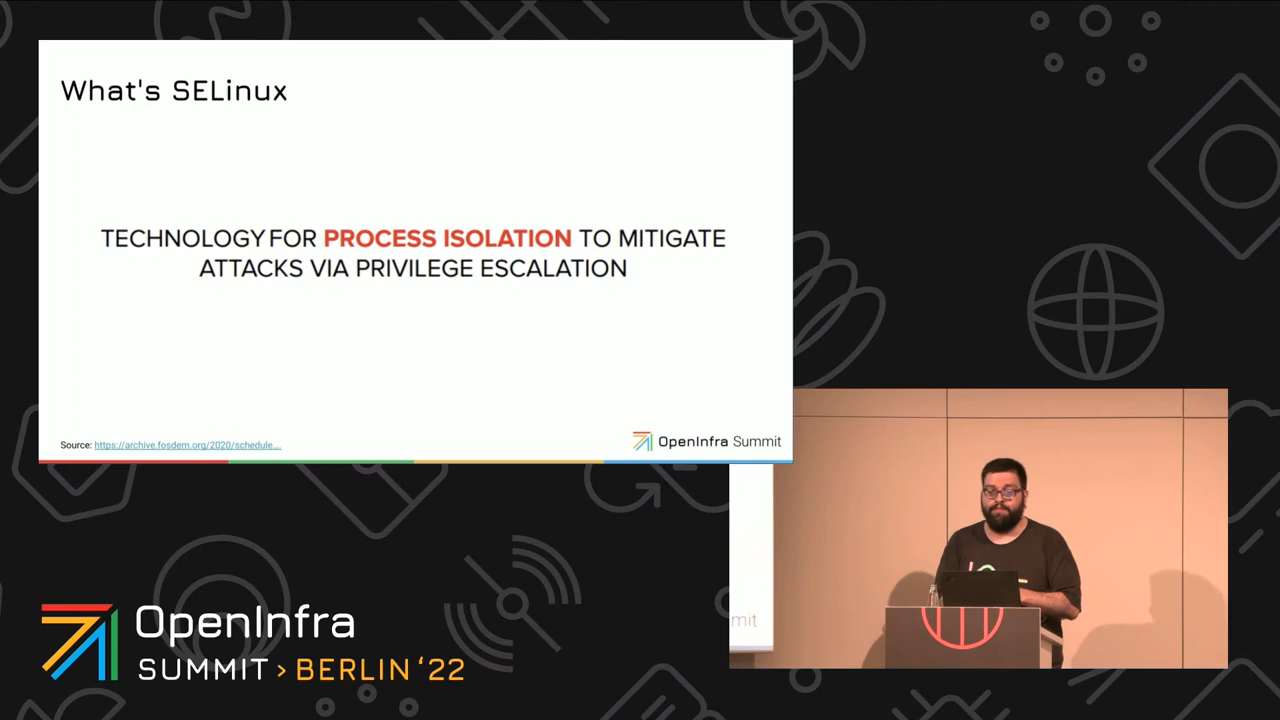 What's SELinux
TECHNOLOGY FOR PROCESS ISOLATION TO MITIGATE
ATTACKS VIA PRIVILEGE ESCALATION
Source: https://archive.fosdem.org/2020/schedule....
OpenInfra Summit
mit
OpenInfra
SUMMIT > BERLIN ‘22